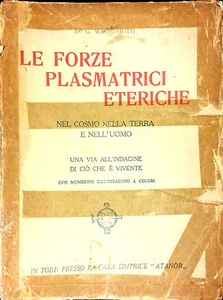 LE FORZE
PLASMATRICI
ETERICHE
NEL COSMO NELLA TERRA
E NELL'UOMO
UNA VIA ALL'INDAGINE
DI CIÒ CHE È VIVENTE
CON NUMEROSE ILLUSTRAZIONI A COLORI
IN TODI PRESSO LA CASA EDITRICE "ATANÒR„